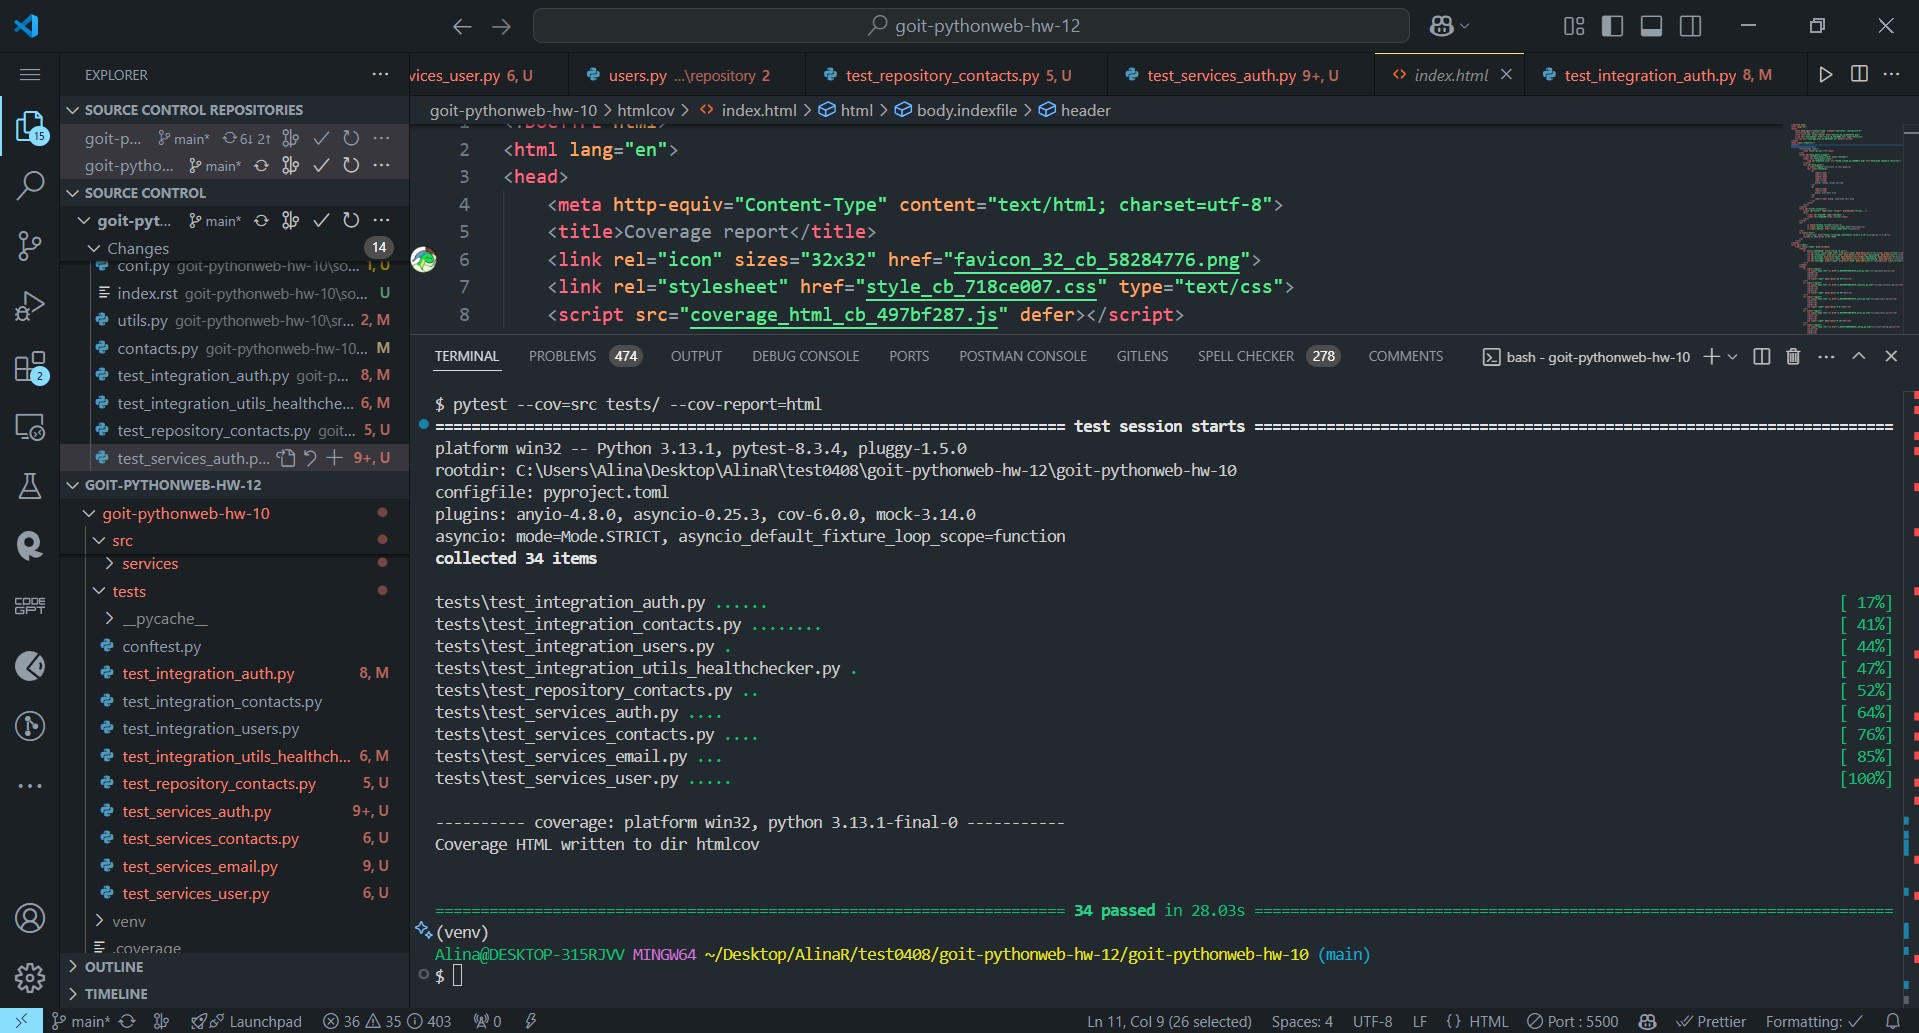 goit-pythonweb-hw-12
EXPLORER
SOURCE CONTROL REPOSITORIES
goit-p... main* 6↓ 2↑
goit-pytho... main*
SOURCE CONTROL
goit-pyt... main*
Changes 14
conf.py goit-pythonweb-hw-10\so... 1, U
index.rst goit-pythonweb-hw-10\so... U
utils.py goit-pythonweb-hw-10\sr... 2, M
contacts.py goit-pythonweb-hw-10... M
test_integration_auth.py goit-p... 8, M
test_integration_utils_healthche... 6, M
test_repository_contacts.py goit... 5, U
test_services_auth.p... 9+, U
GOIT-PYTHONWEB-HW-12
goit-pythonweb-hw-10
src
services
tests
__pycache__
conftest.py
test_integration_auth.py 8, M
test_integration_contacts.py
test_integration_users.py
test_integration_utils_healthch... 6, M
test_repository_contacts.py 5, U
test_services_auth.py 9+, U
test_services_contacts.py 6, U
test_services_email.py 9, U
test_services_user.py 6, U
venv
.coverage
OUTLINE
TIMELINE
15
2
CODE GPT
vices_user.py 6, U
users.py ...\repository 2
test_repository_contacts.py 5, U
test_services_auth.py 9+, U
index.html
test_integration_auth.py 8, M
goit-pythonweb-hw-10 > htmlcov > index.html > html > body.indexfile > header
1 <!DOCTYPE html>
2 <html lang="en">
3 <head>
4 <meta http-equiv="Content-Type" content="text/html; charset=utf-8">
5 <title>Coverage report</title>
6 <link rel="icon" sizes="32x32" href="favicon_32_cb_58284776.png">
7 <link rel="stylesheet" href="style_cb_718ce007.css" type="text/css">
8 <script src="coverage_html_cb_497bf287.js" defer></script>
TERMINAL PROBLEMS 474 OUTPUT DEBUG CONSOLE PORTS POSTMAN CONSOLE GITLENS SPELL CHECKER 278 COMMENTS bash - goit-pythonweb-hw-10
$ pytest --cov=src tests/ --cov-report=html
====================================================================== test session starts =======================================================================
platform win32 -- Python 3.13.1, pytest-8.3.4, pluggy-1.5.0
rootdir: C:\Users\Alina\Desktop\AlinaR\test0408\goit-pythonweb-hw-12\goit-pythonweb-hw-10
configfile: pyproject.toml
plugins: anyio-4.8.0, asyncio-0.25.3, cov-6.0.0, mock-3.14.0
asyncio: mode=Mode.STRICT, asyncio_default_fixture_loop_scope=function
collected 34 items
tests\test_integration_auth.py ...... [ 17%]
tests\test_integration_contacts.py ........ [ 41%]
tests\test_integration_users.py . [ 44%]
tests\test_integration_utils_healthchecker.py . [ 47%]
tests\test_repository_contacts.py .. [ 52%]
tests\test_services_auth.py .... [ 64%]
tests\test_services_contacts.py .... [ 76%]
tests\test_services_email.py ... [ 85%]
tests\test_services_user.py ..... [100%]
---------- coverage: platform win32, python 3.13.1-final-0 -----------
Coverage HTML written to dir htmlcov
====================================================================== 34 passed in 28.03s =======================================================================
(venv)
Alina@DESKTOP-315RJVV MINGW64 ~/Desktop/AlinaR/test0408/goit-pythonweb-hw-12/goit-pythonweb-hw-10 (main)
$
main* Launchpad 36 35 403 0 Ln 11, Col 9 (26 selected) Spaces: 4 UTF-8 LF {} HTML Port : 5500 Prettier Formatting: ✓